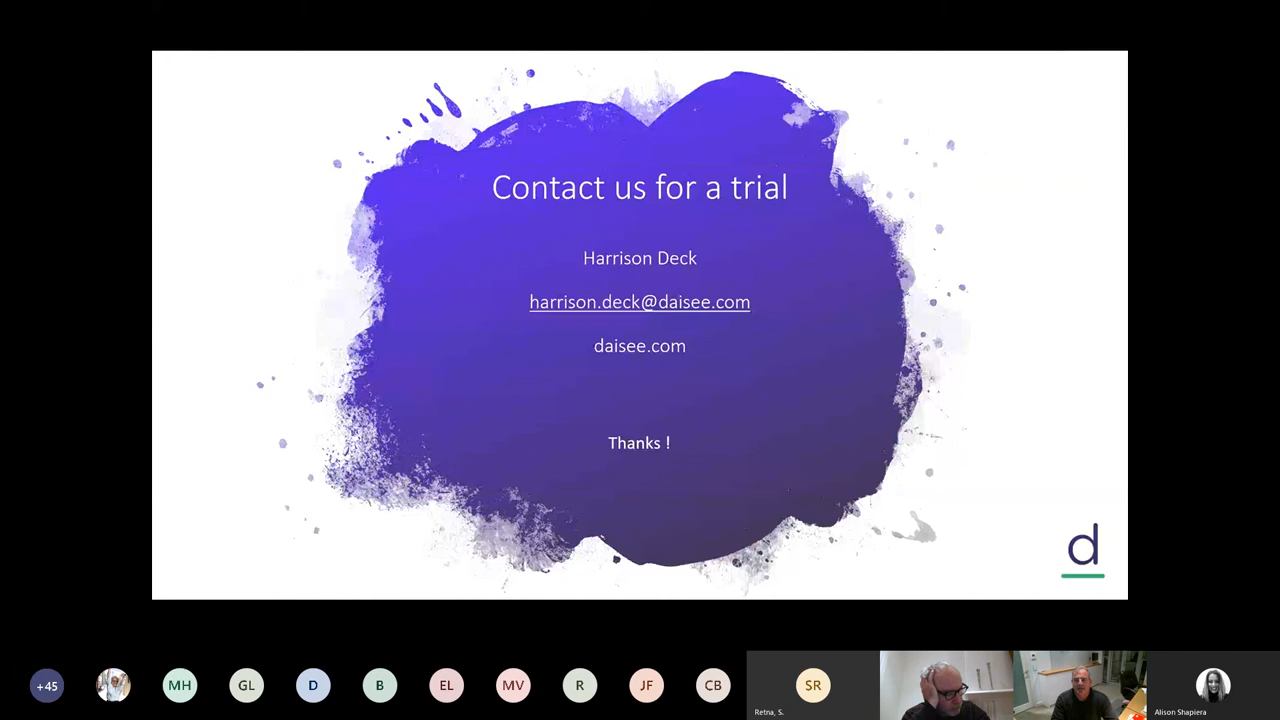 Contact us for a trial
Harrison Deck
harrison.deck@daisee.com
daisee.com
Thanks !
d
+45
MH
GL
D
B
EL
MV
R
JF
CB
SR
Retna, S.
Alison Shapiera